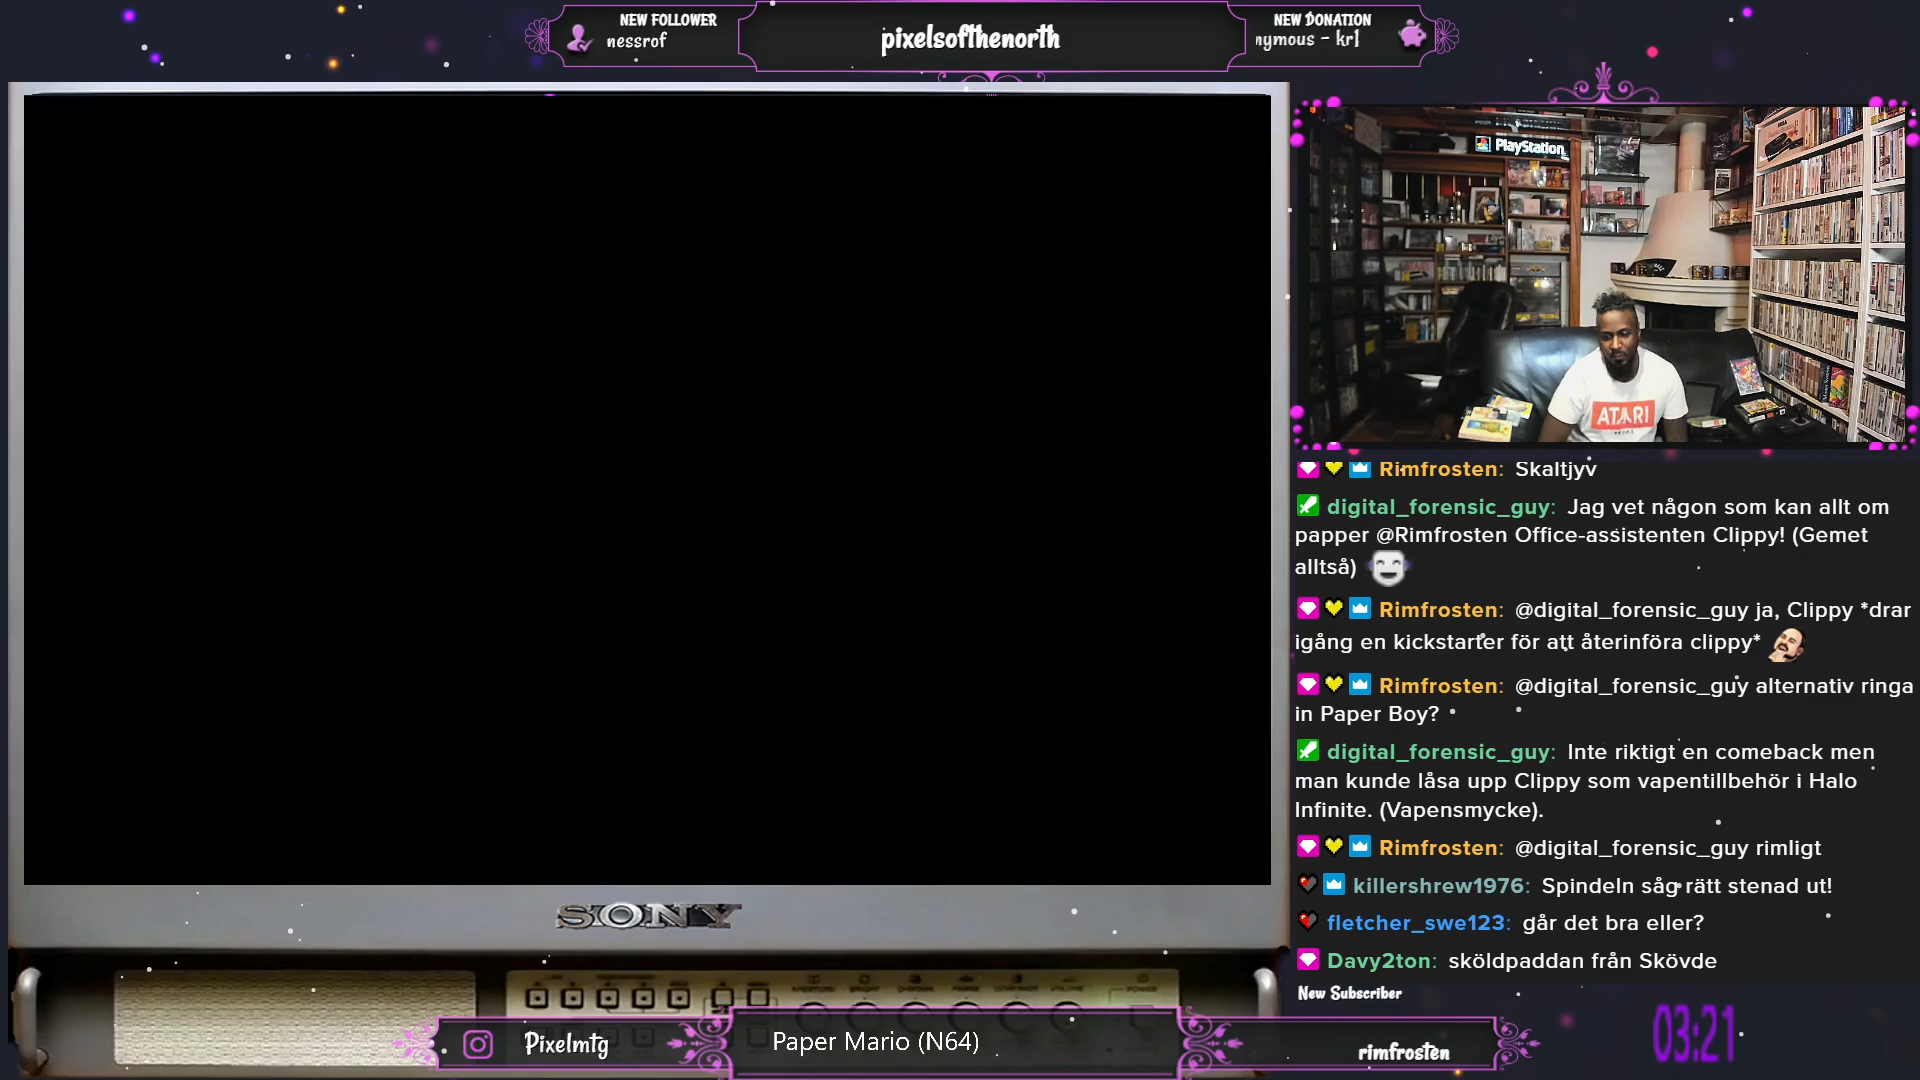 NEW FOLLOWER
nessrof
pixelsofthenorth
NEW DONATION
nymous - kr1
PlayStation
ATARI
Rimfrosten: Skaltjyv
digital_forensic_guy: Jag vet någon som kan allt om
papper @Rimfrosten Office-assistenten Clippy! (Gemet
alltså)
Rimfrosten: @digital_forensic_guy ja, Clippy *drar
igång en kickstarter för att återinföra clippy*
Rimfrosten: @digital_forensic_guy alternativ ringa
in Paper Boy?
digital_forensic_guy: Inte riktigt en comeback men
man kunde låsa upp Clippy som vapentillbehör i Halo
Infinite. (Vapensmycke).
Rimfrosten: @digital_forensic_guy rimligt
killershrew1976: Spindeln såg rätt stenad ut!
fletcher_swe123: går det bra eller?
Davy2ton: sköldpaddan från Skövde
SONY
New Subscriber
rimfrosten
03:21
Pixelmtg
Paper Mario (N64)